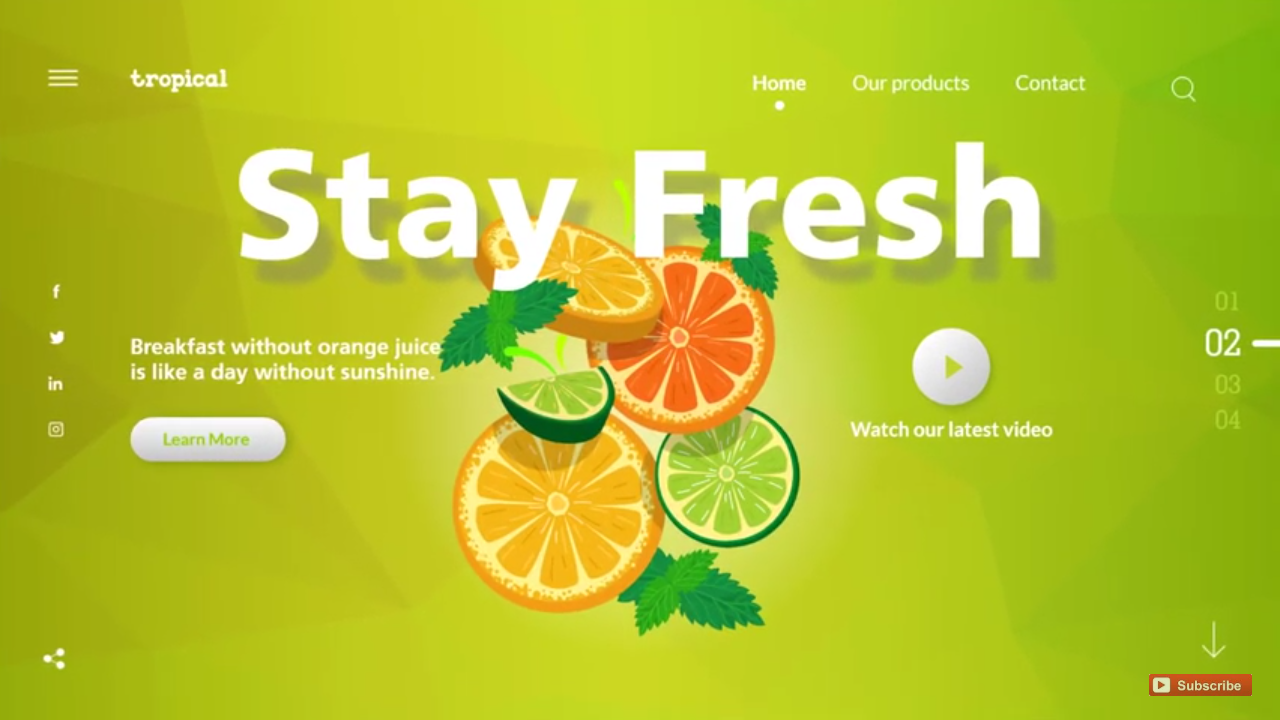 tropical
Home
Our products
Contact
Stay Fresh
Breakfast without orange juice
is like a day without sunshine.
Learn More
Watch our latest video
01
02
03
04
Subscribe